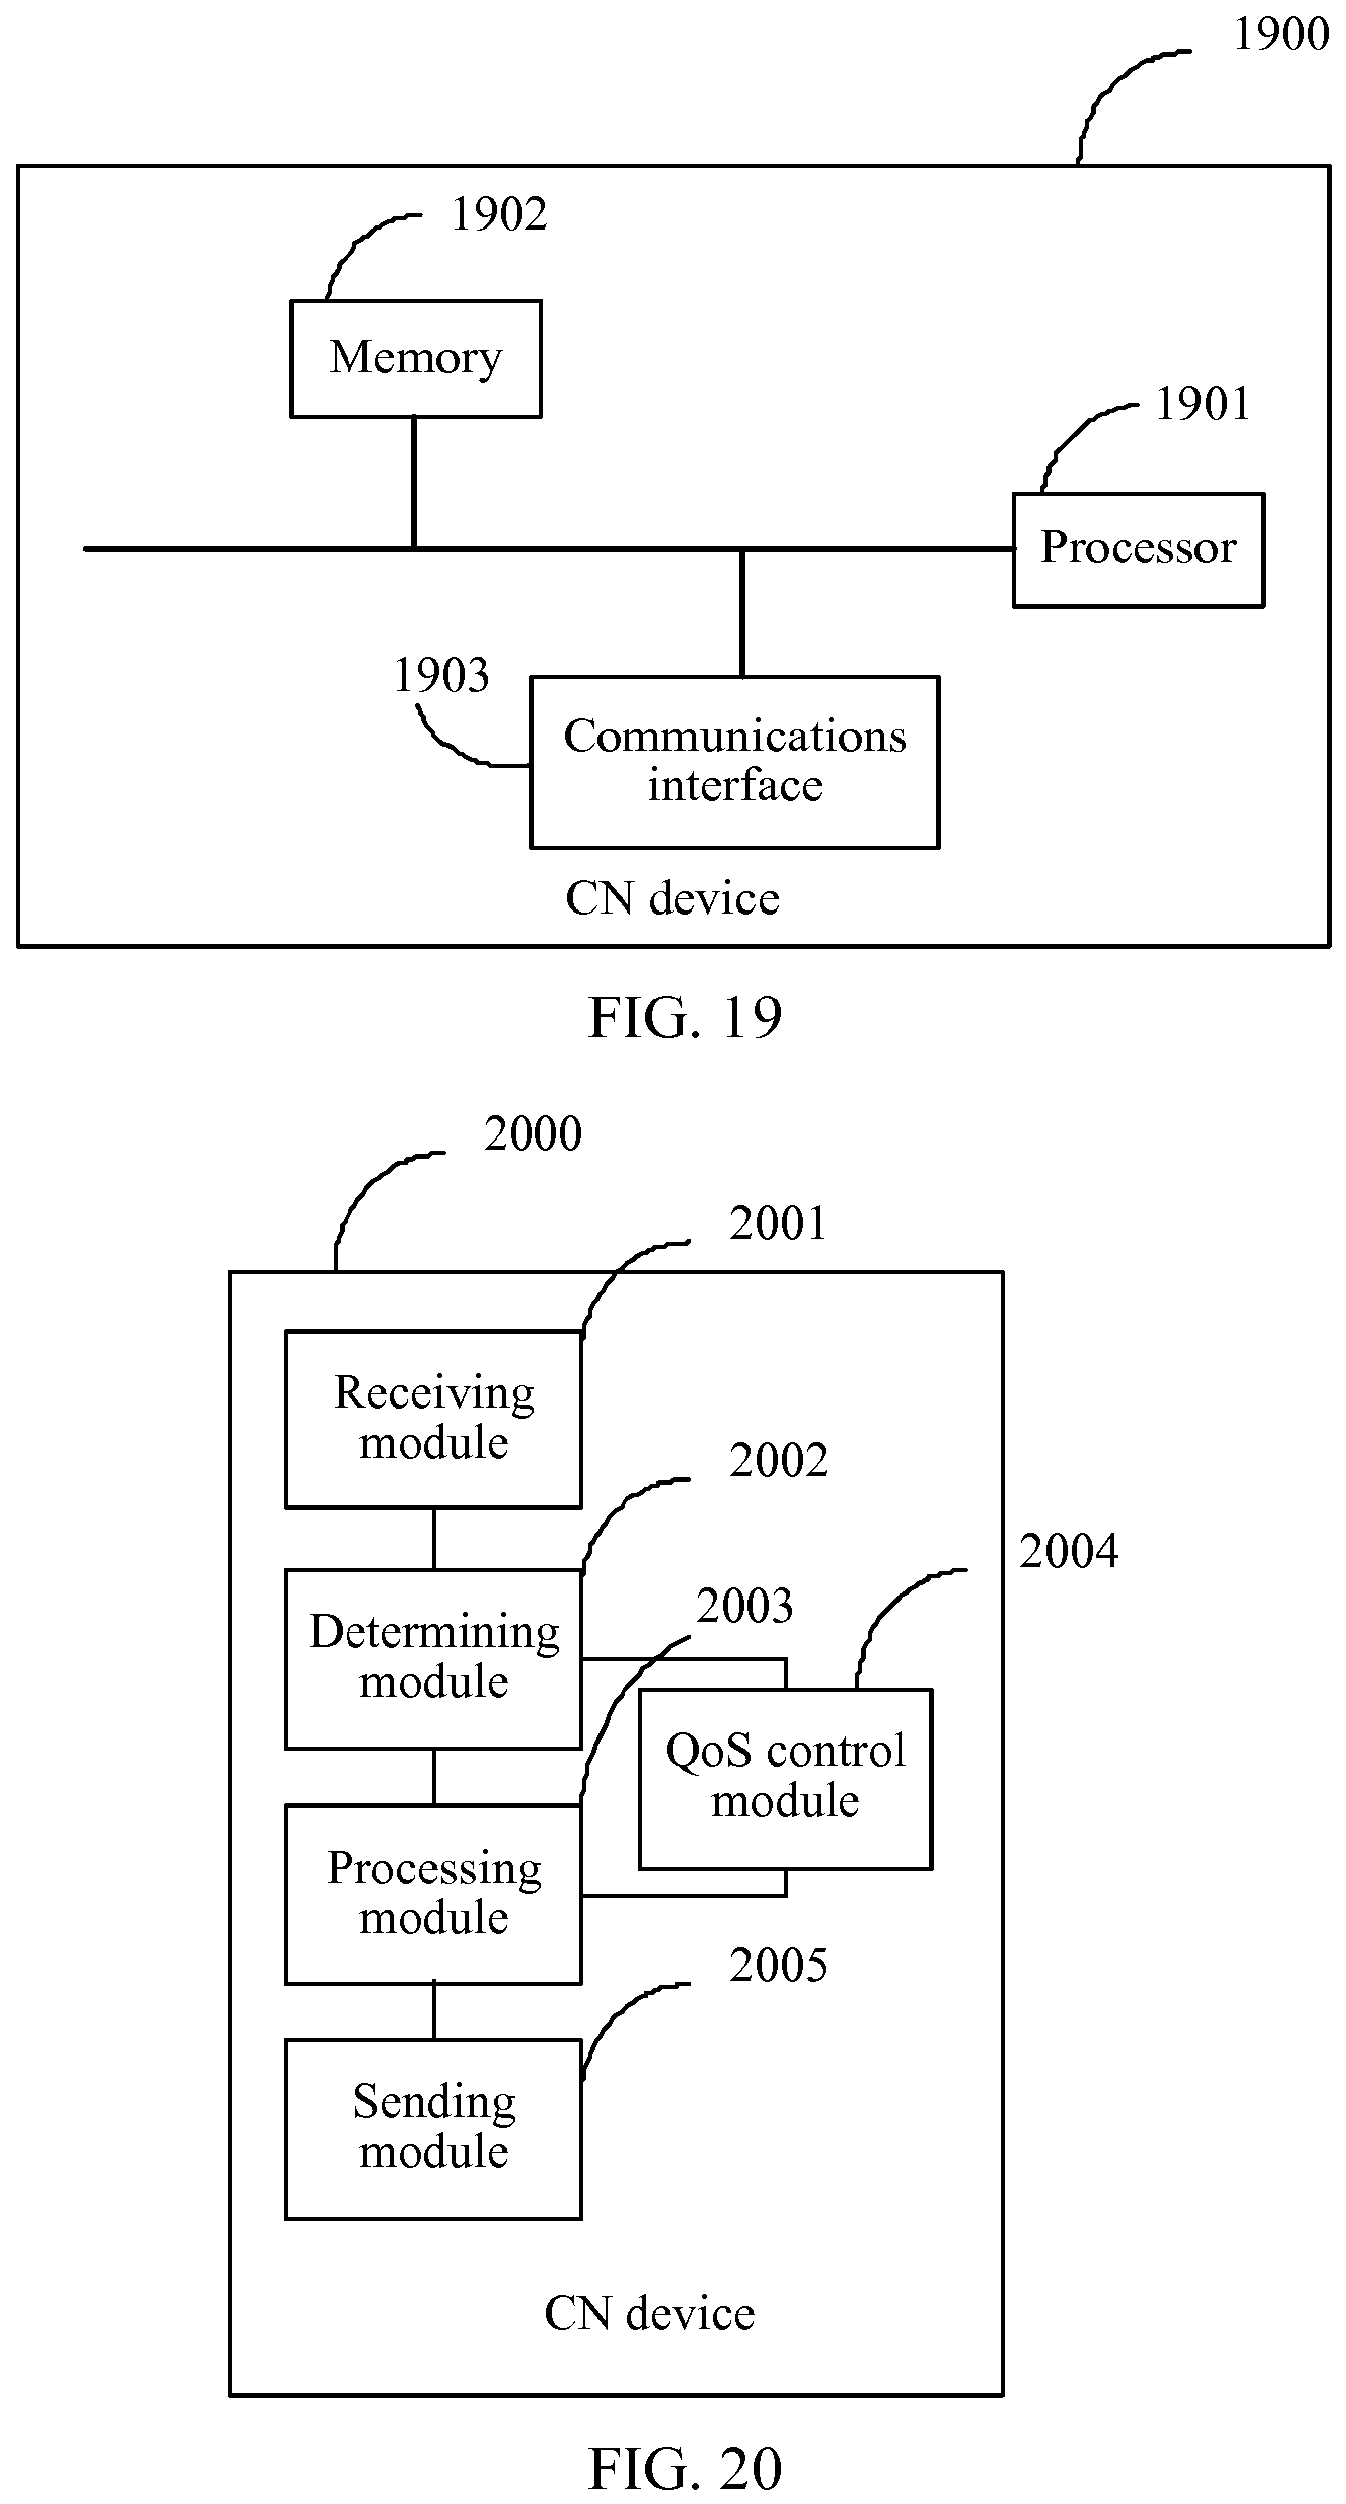 1900
1902
Memory
1901
Processor
1903
Communications
interface
CN device
FIG. 19
2000
2001
Receiving
module
2002
2004
Determining
module
2003
QoS control
module
Processing
module
2005
Sending
module
CN device
FIG. 20